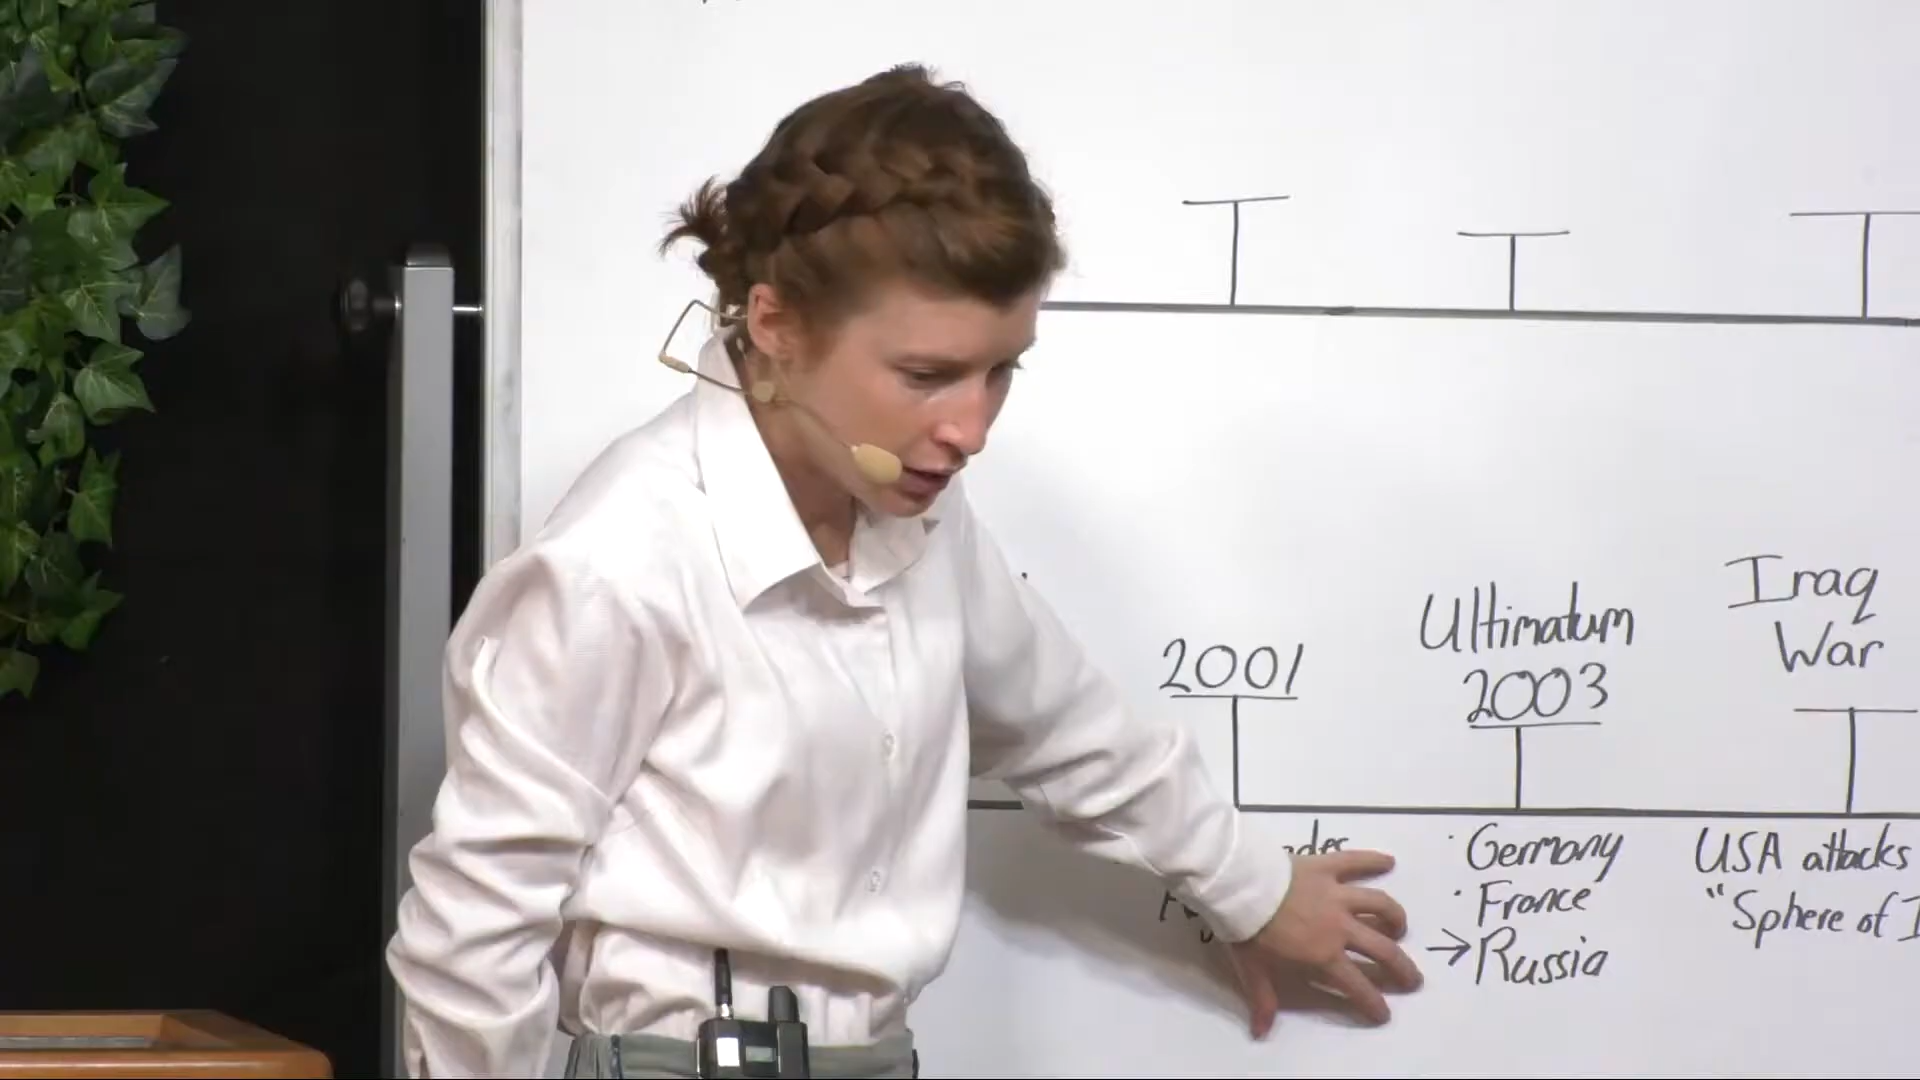 2001
Ultimatum
2003
Iraq
War
· Germany
· France
→ Russia
USA attacks
"Sphere of